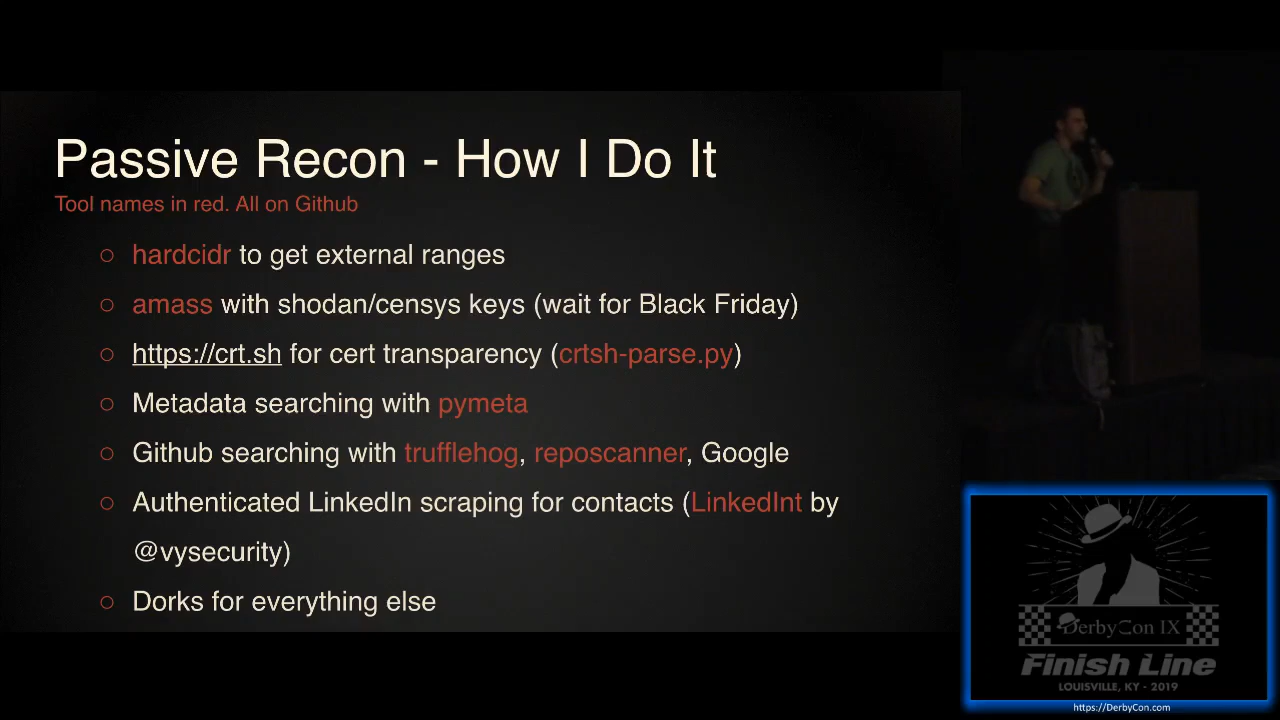 Passive Recon - How I Do It
Tool names in red. All on Github
hardcidr to get external ranges
amass with shodan/censys keys (wait for Black Friday)
https://crt.sh for cert transparency (crtsh-parse.py)
Metadata searching with pymeta
Github searching with trufflehog, reposcanner, Google
Authenticated LinkedIn scraping for contacts (LinkedInt by
@vysecurity)
Dorks for everything else
DerbyCon IX
Finish Line
LOUISVILLE, KY - 2019
https://DerbyCon.com